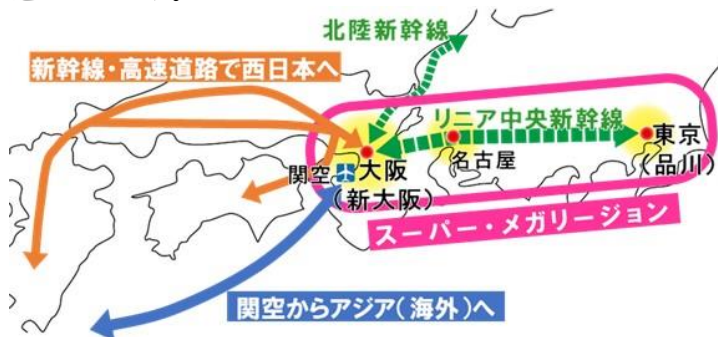 北陸新幹線
新幹線・高速道路で西日本へ
リニア中央新幹線
東京
(品川)
名古屋
関空
大阪
(新大阪)
スーパー・メガリージョン
関空からアジア(海外)へ